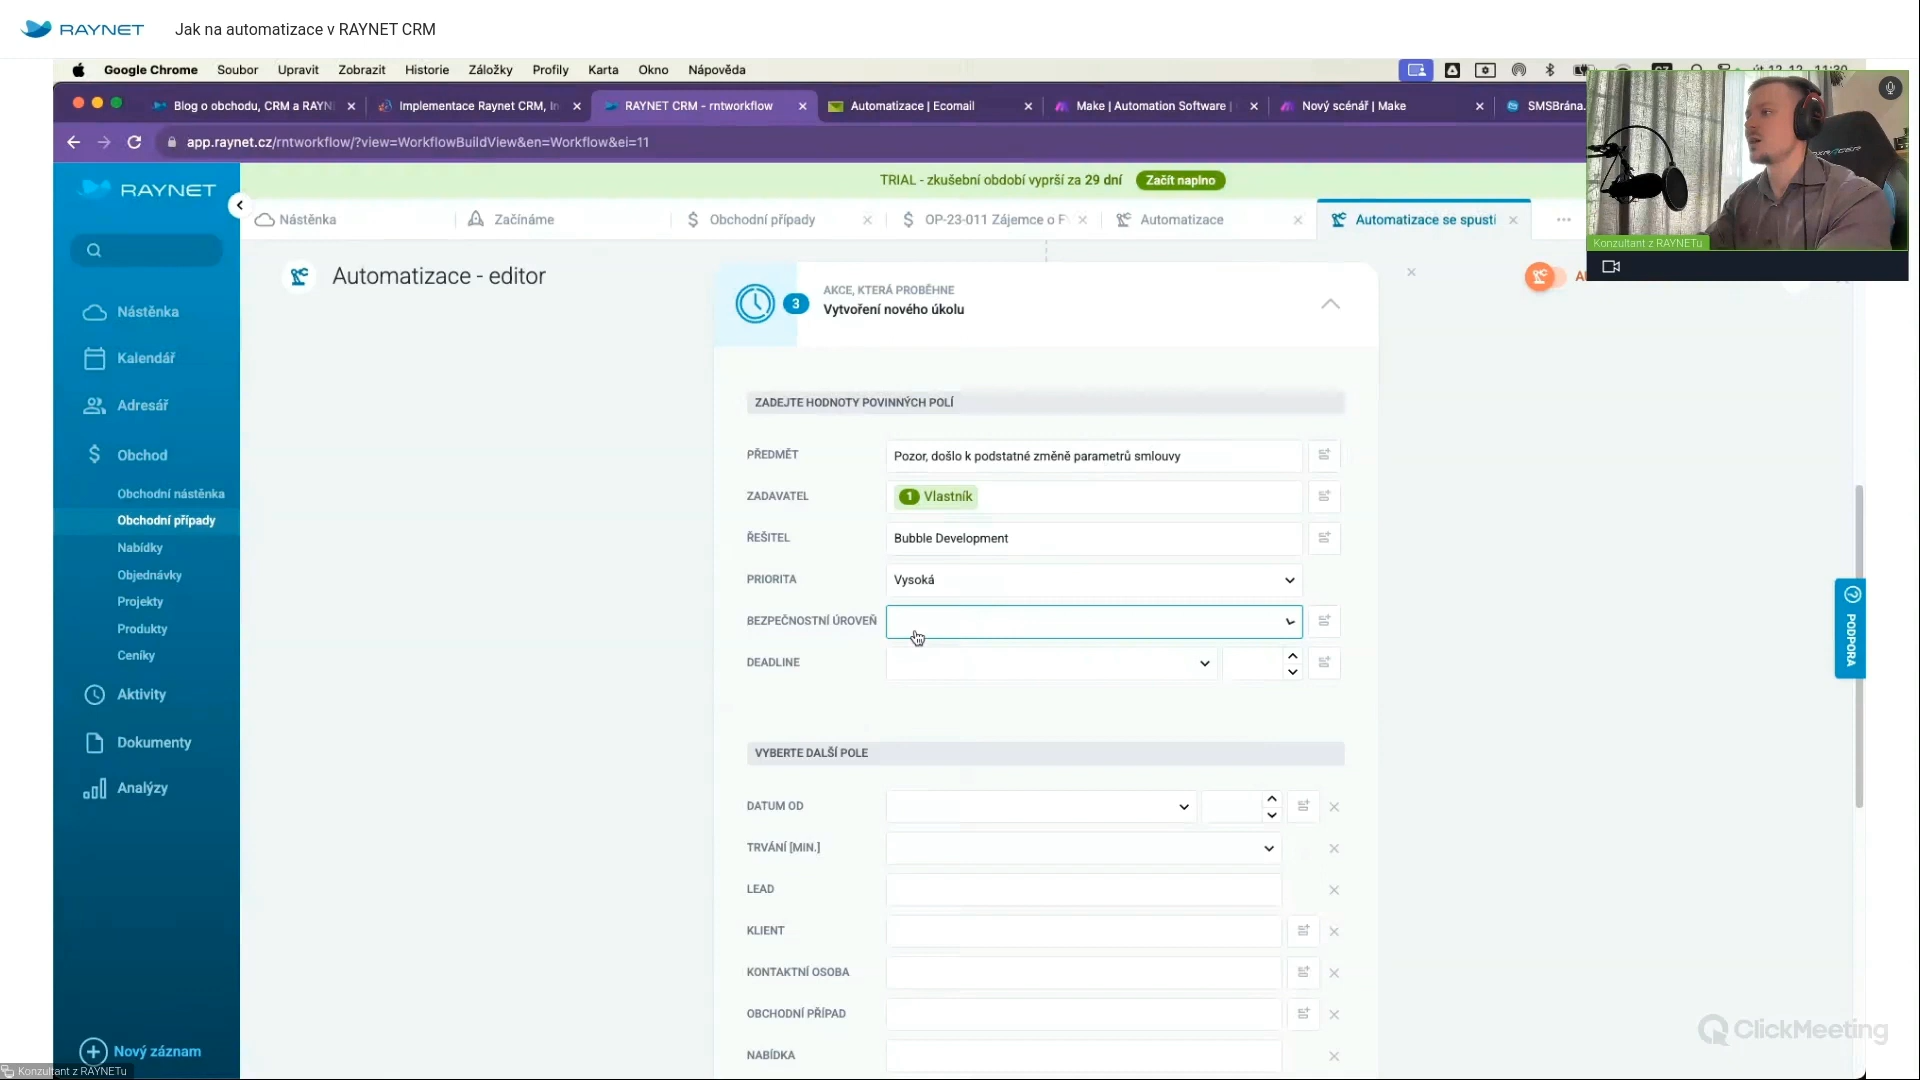 RAYNET
Jak na automatizace v RAYNET CRM
Google Chrome Soubor Upravit Zobrazit Historie Záložky Profily Karta Okno Nápověda
Blog o obchodu, CRM a RAYN
Implementace Raynet CRM, In
RAYNET CRM - rntworkflow
Automatizace | Ecomail
Make | Automation Software |
Nový scénář | Make
SMSBrána.
app.raynet.cz/rntworkflow/?view=WorkflowBuildView&en=Workflow&ei=11
RAYNET
TRIAL - zkušební období vyprší za 29 dní
Začít naplno
Nástěnka
Začínáme
Obchodní případy
OP-23-011 Zájemce o F
Automatizace
Automatizace se spustí
Konzultant z RAYNETu
Automatizace - editor
Nástěnka
Kalendář
Adresář
Obchod
Obchodní nástěnka
Obchodní případy
Nabídky
Objednávky
Projekty
Produkty
Ceníky
Aktivity
Dokumenty
Analýzy
Nový záznam
Konzultant z RAYNETu
3
AKCE, KTERÁ PROBĚHNE
Vytvoření nového úkolu
ZADEJTE HODNOTY POVINNÝCH POLÍ
PŘEDMĚT Pozor, došlo k podstatné změně parametrů smlouvy
ZADAVATEL 1 Vlastník
ŘEŠITEL Bubble Development
PRIORITA Vysoká
BEZPEČNOSTNÍ ÚROVEŇ
DEADLINE
VYBERTE DALŠÍ POLE
DATUM OD
TRVÁNÍ [MIN.]
LEAD
KLIENT
KONTAKTNÍ OSOBA
OBCHODNÍ PŘÍPAD
NABÍDKA
PODPORA
ClickMeeting